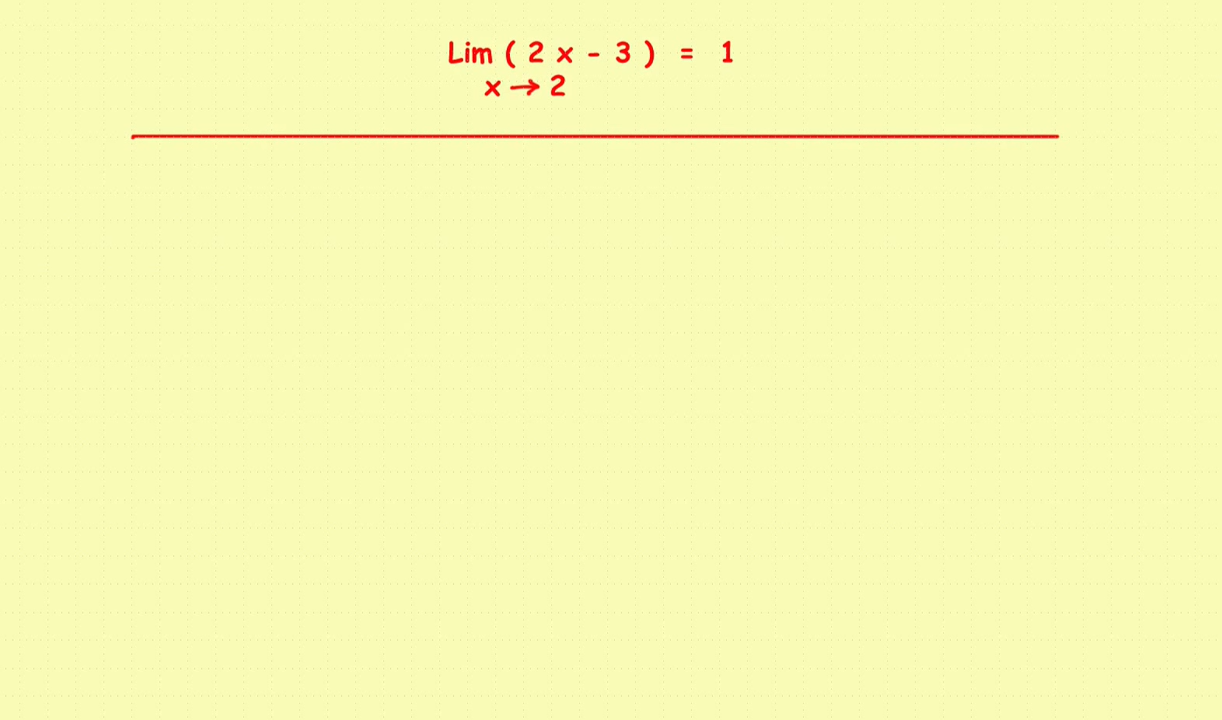 Lim ( 2 x - 3 ) = 1
x → 2